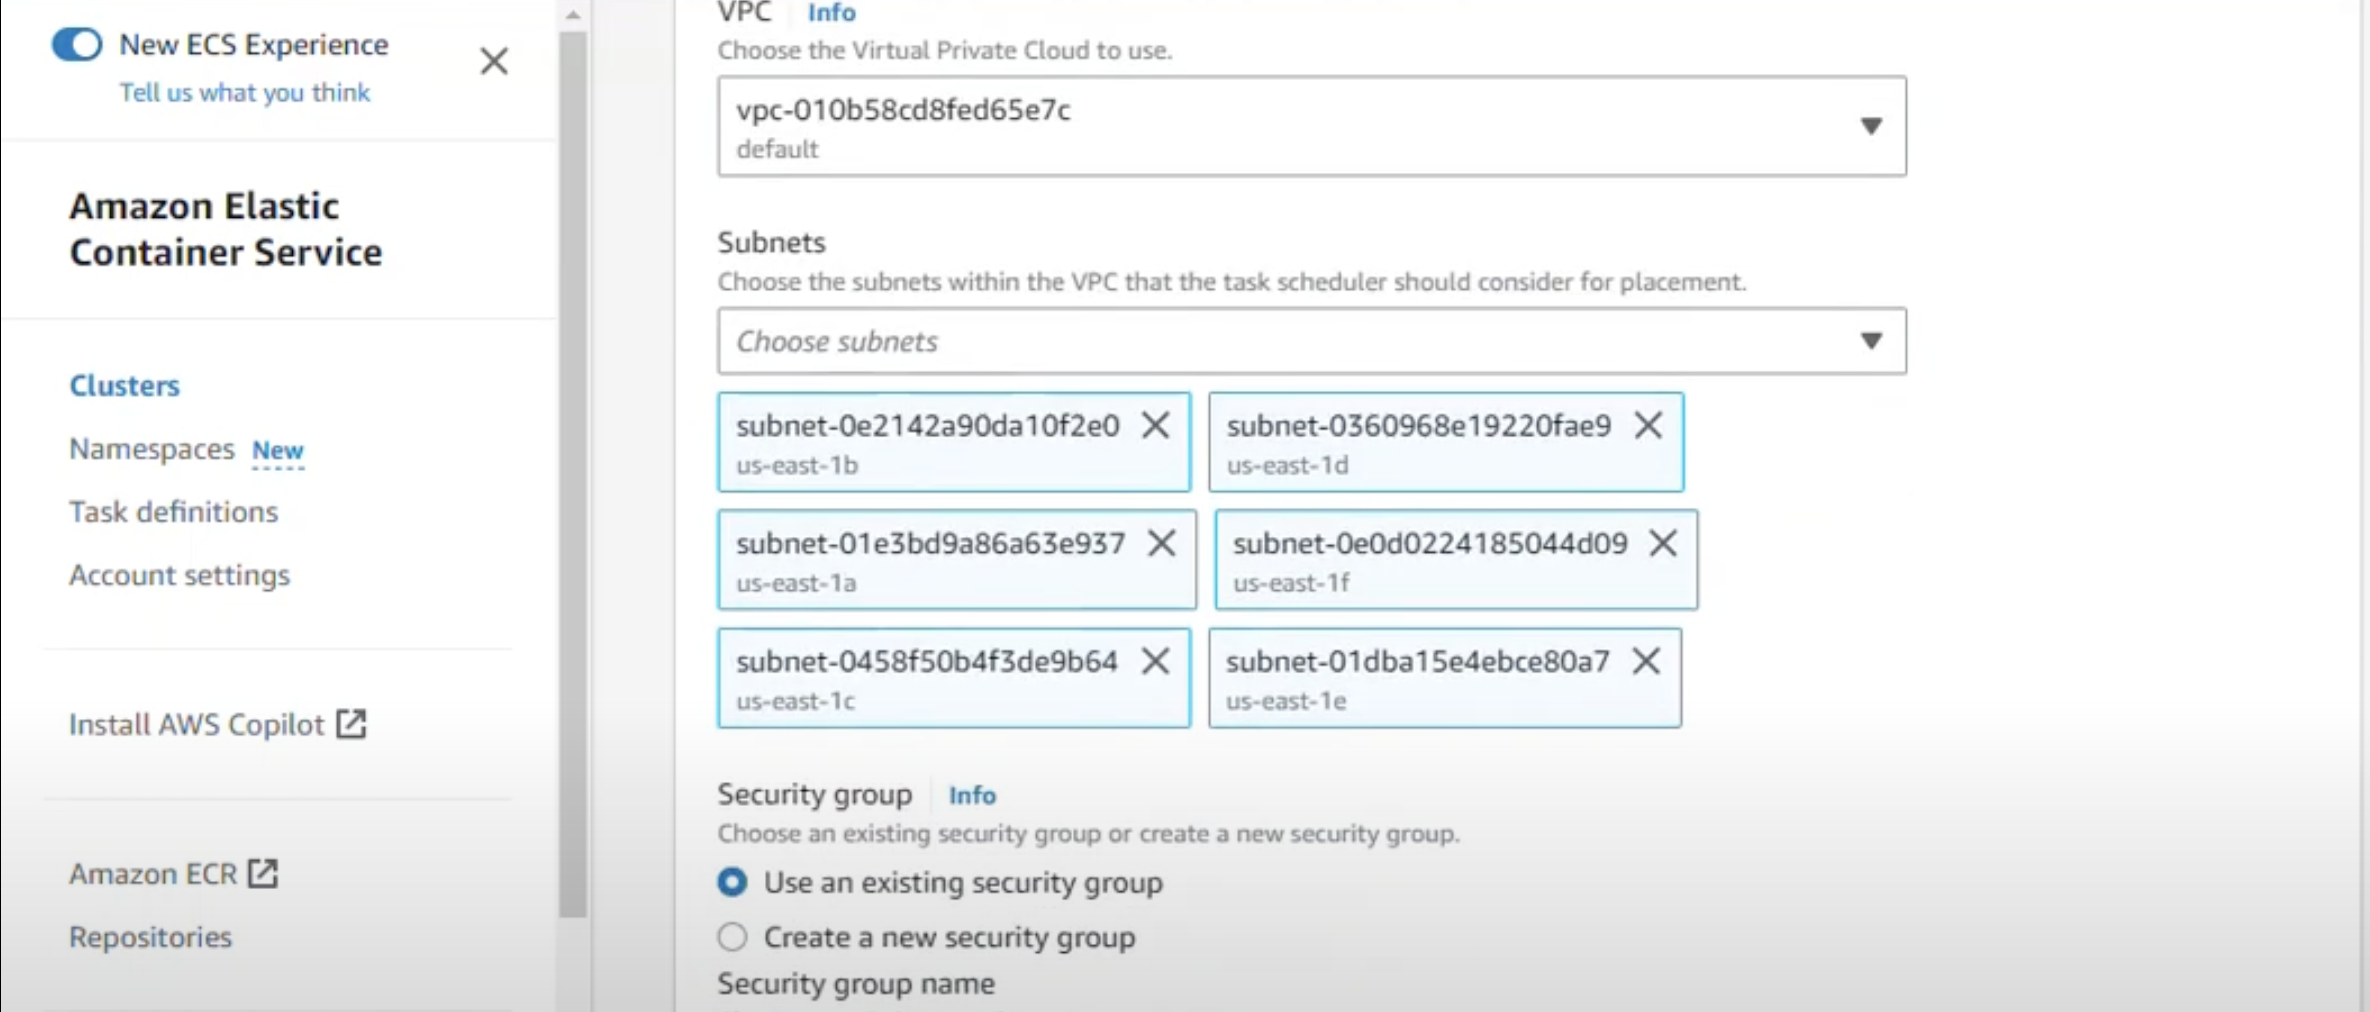 New ECS Experience
Tell us what you think
Amazon Elastic
Container Service
Clusters
Namespaces New
Task definitions
Account settings
Install AWS Copilot
Amazon ECR
Repositories
VPC Info
Choose the Virtual Private Cloud to use.
vpc-010b58cd8fed65e7c
default
Subnets
Choose the subnets within the VPC that the task scheduler should consider for placement.
Choose subnets
subnet-0e2142a90da10f2e0 subnet-0360968e19220fae9
us-east-1b us-east-1d
subnet-01e3bd9a86a63e937 subnet-0e0d0224185044d09
us-east-1a us-east-1f
subnet-0458f50b4f3de9b64 subnet-01dba15e4ebce80a7
us-east-1c us-east-1e
Security group Info
Choose an existing security group or create a new security group.
Use an existing security group
Create a new security group
Security group name